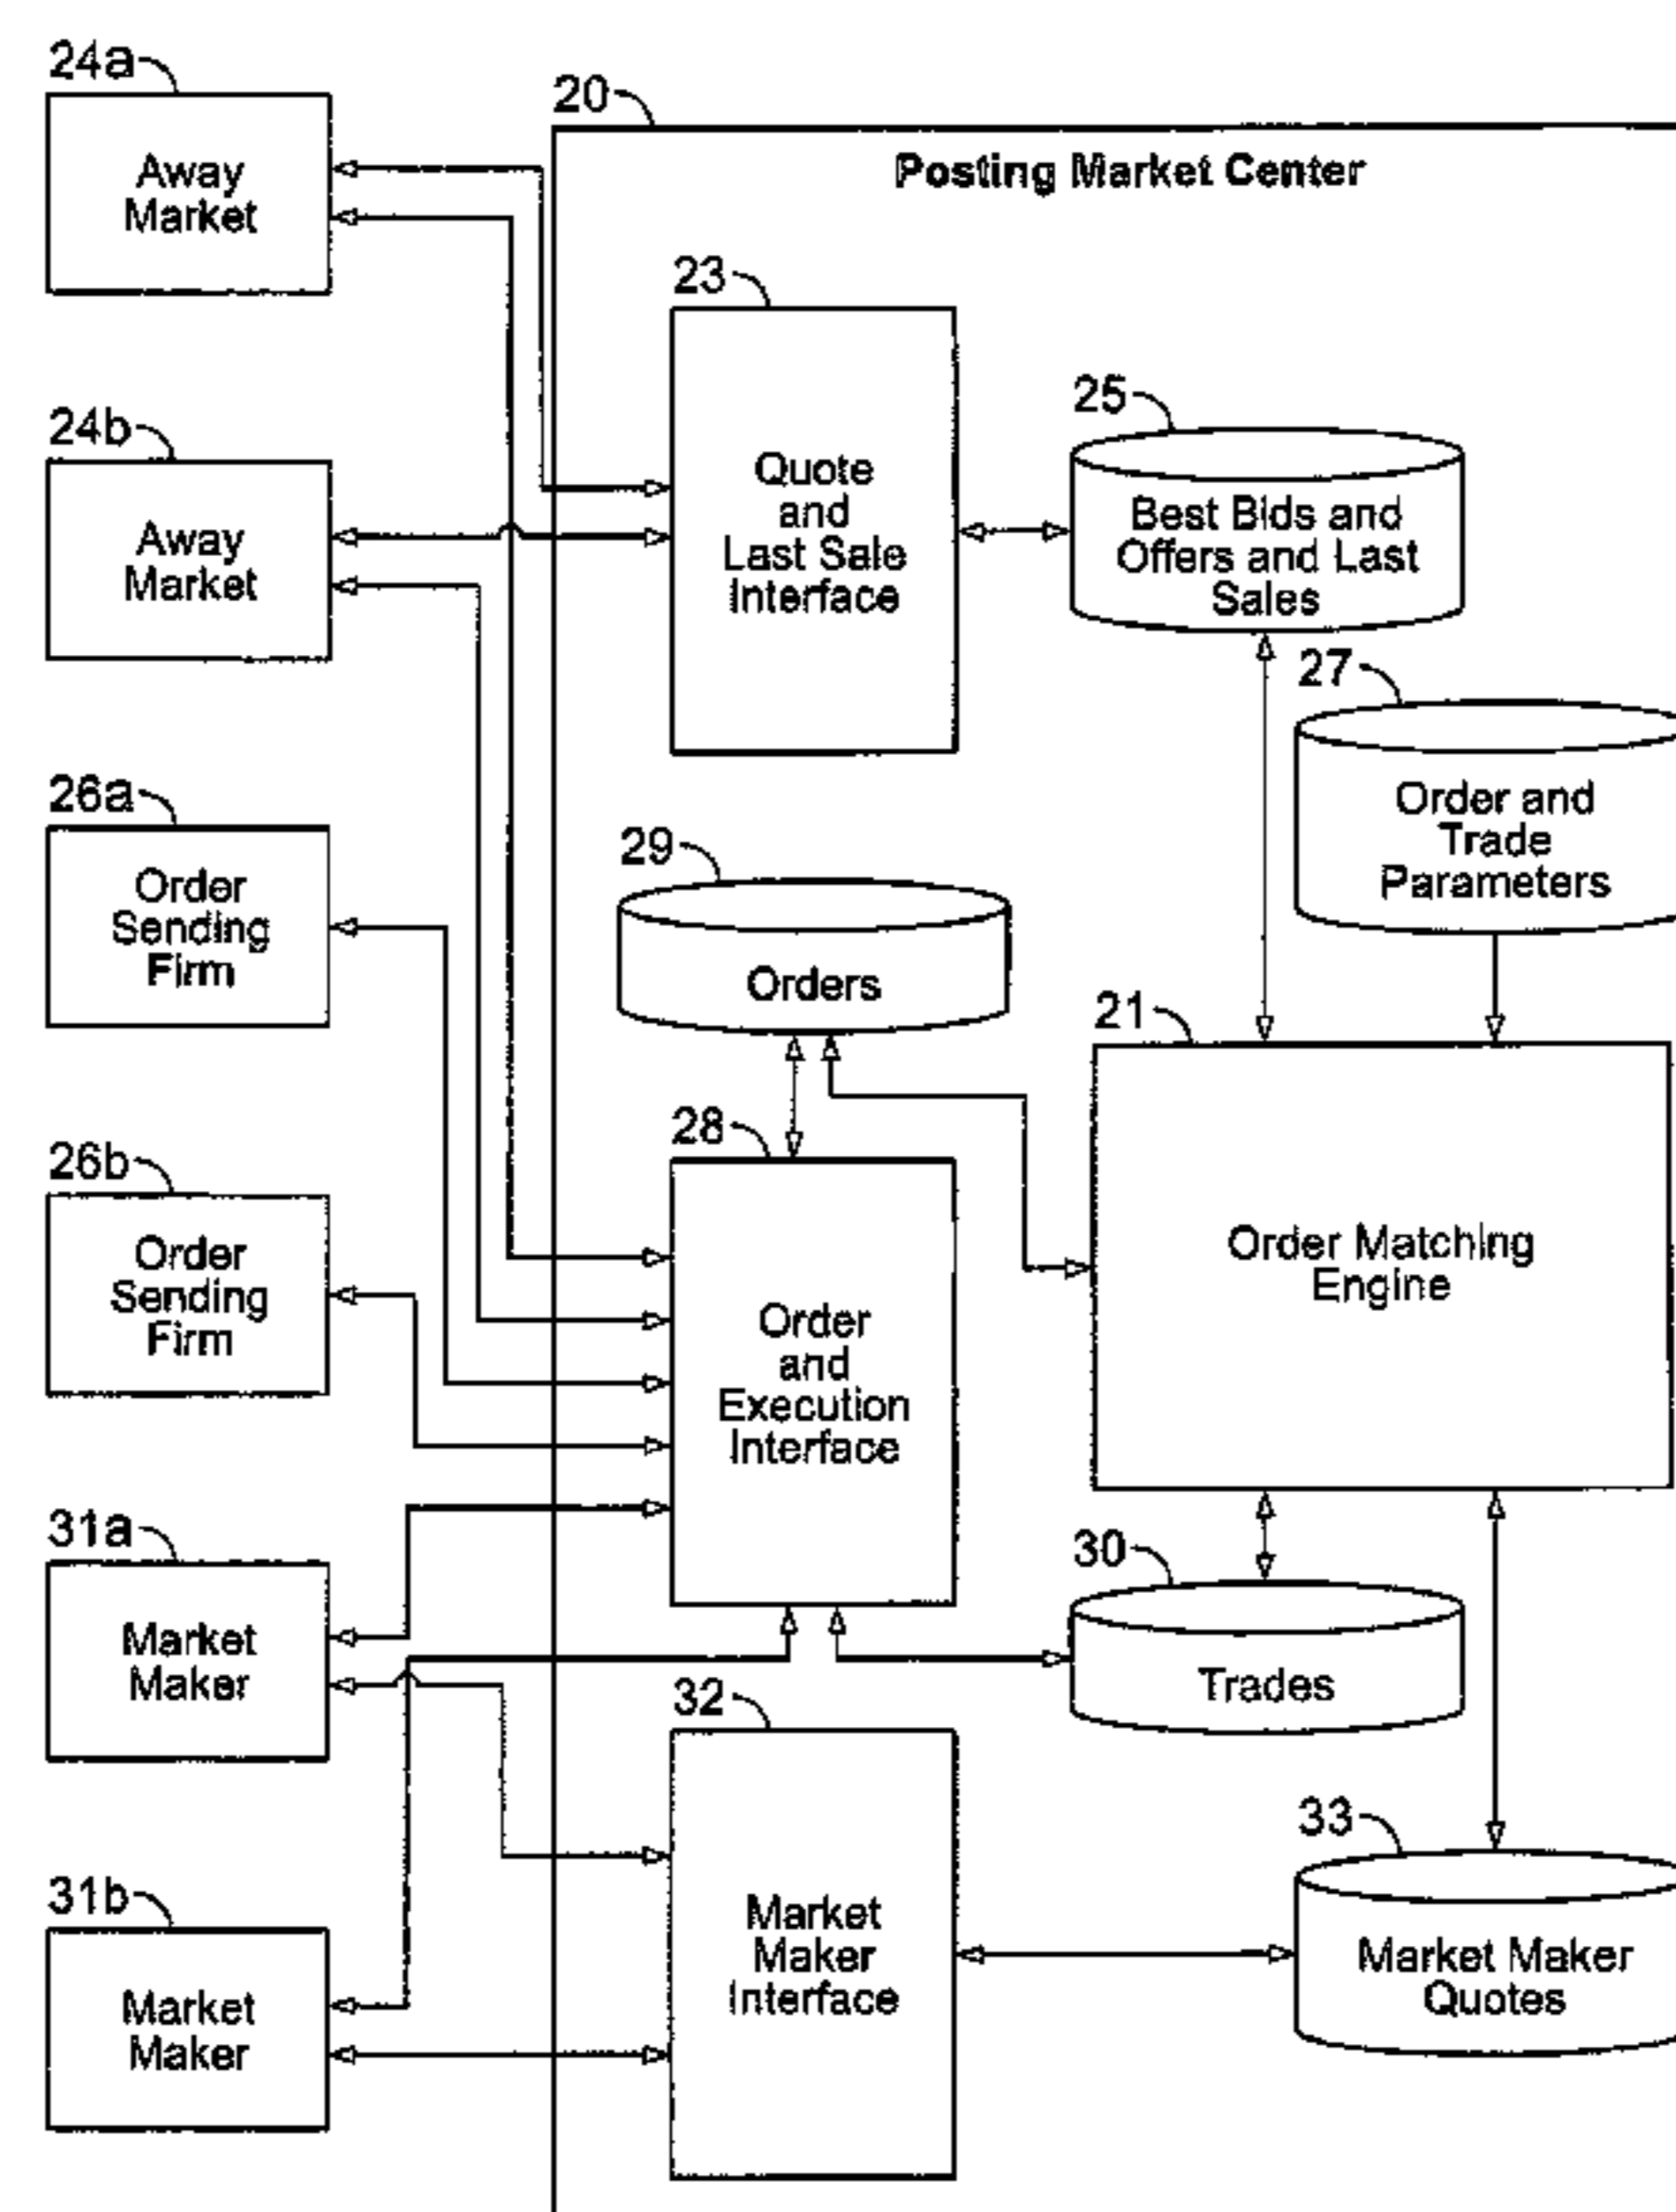 24a
Away
Market
20
Posting Market Center
23
Quote
and
Last Sale
Interface
24b
Away
Market
25
Best Bids and
Offers and Last
Sales
27
Order and
Trade
Parameters
26a
Order
Sending
Firm
29
Orders
21
Order Matching
Engine
28
Order
and
Execution
Interface
26b
Order
Sending
Firm
31a
Market
Maker
30
Trades
32
Market
Maker
Interface
33
Market Maker
Quotes
31b
Market
Maker